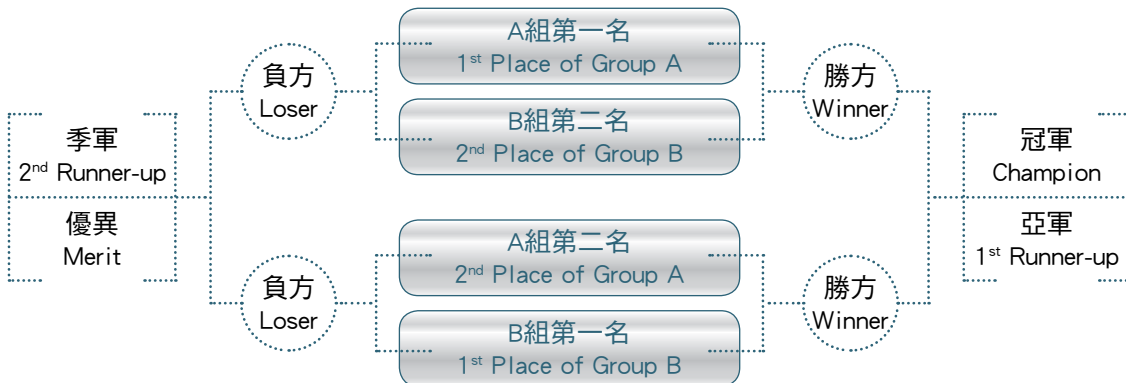 A組第一名
1st Place of Group A
負方
Loser
勝方
Winner
B組第二名
2nd Place of Group B
季軍
2nd Runner-up
冠軍
Champion
優異
Merit
亞軍
1st Runner-up
A組第二名
2nd Place of Group A
負方
Loser
勝方
Winner
B組第一名
1st Place of Group B